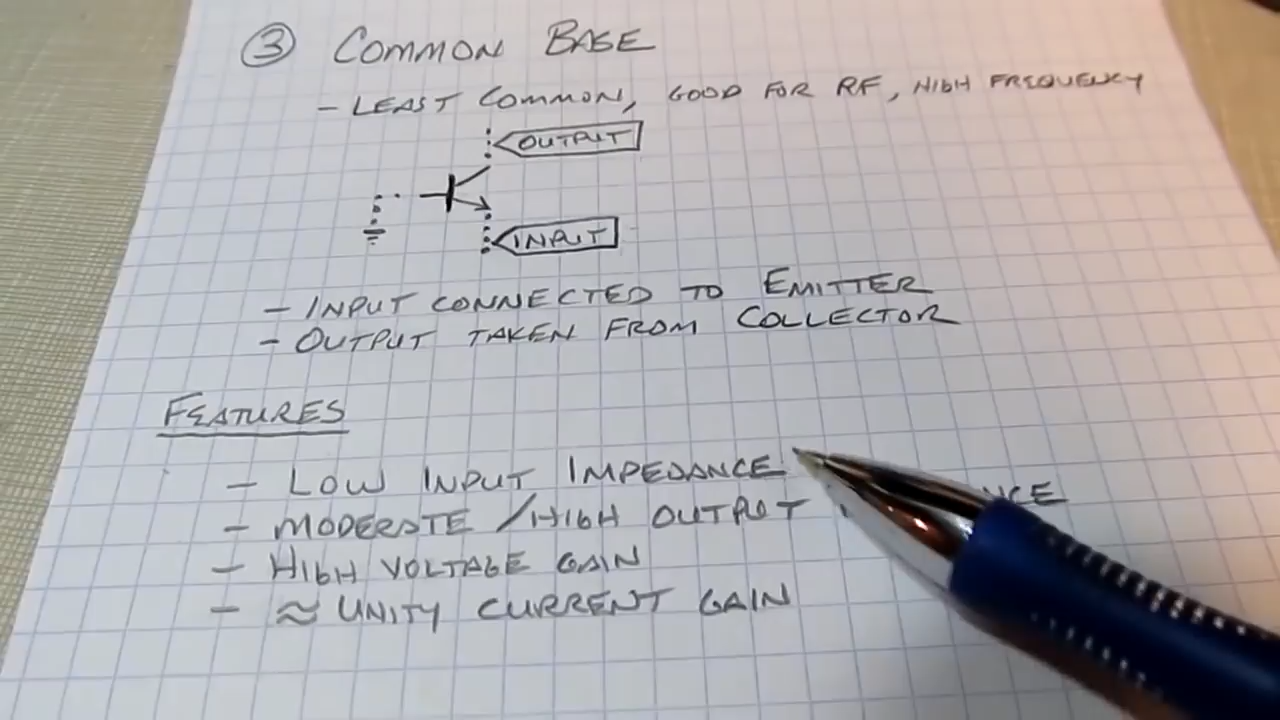 ③ COMMON BASE
- LEAST COMMON, GOOD FOR RF, HIGH FREQUENCY
OUTPUT
INPUT
- INPUT CONNECTED TO EMITTER
- OUTPUT TAKEN FROM COLLECTOR
FEATURES
- LOW INPUT IMPEDANCE
- MODERATE / HIGH OUTPUT
- HIGH VOLTAGE GAIN
- ≈ UNITY CURRENT GAIN